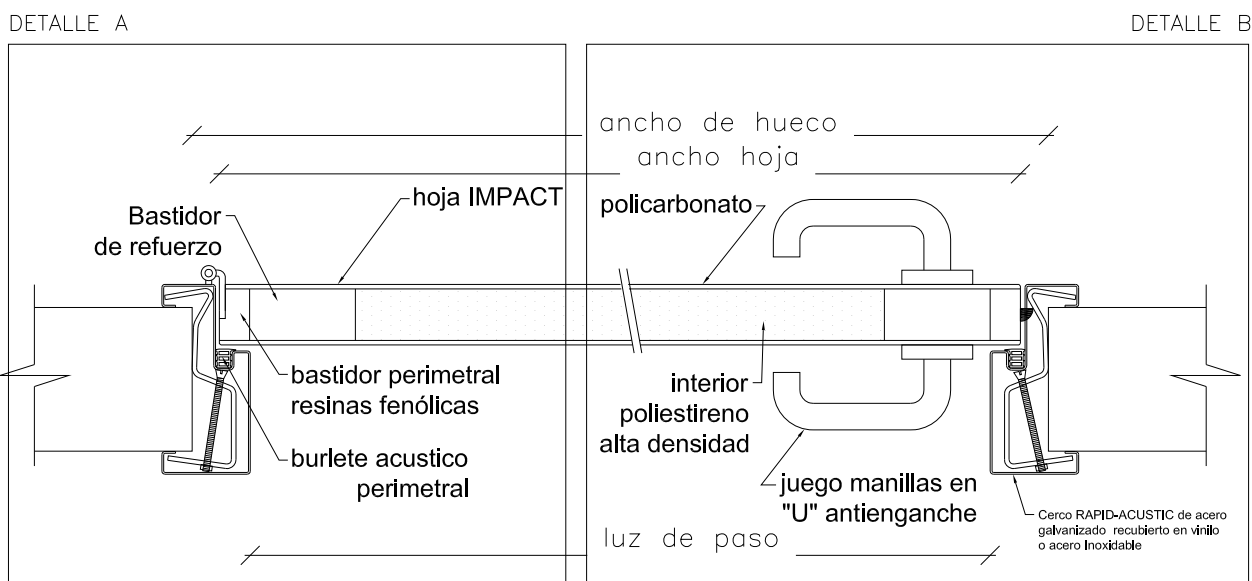 DETALLE A
DETALLE B
ancho de hueco
ancho hoja
hoja IMPACT
policarbonato
Bastidor
de refuerzo
bastidor perimetral
resinas fenólicas
interior
poliestireno
alta densidad
burlete acustico
perimetral
juego manillas en
"U" antienganche
Cerco RAPID-ACUSTIC de acero
galvanizado recubierto en vinilo
o acero Inoxidable
luz de paso